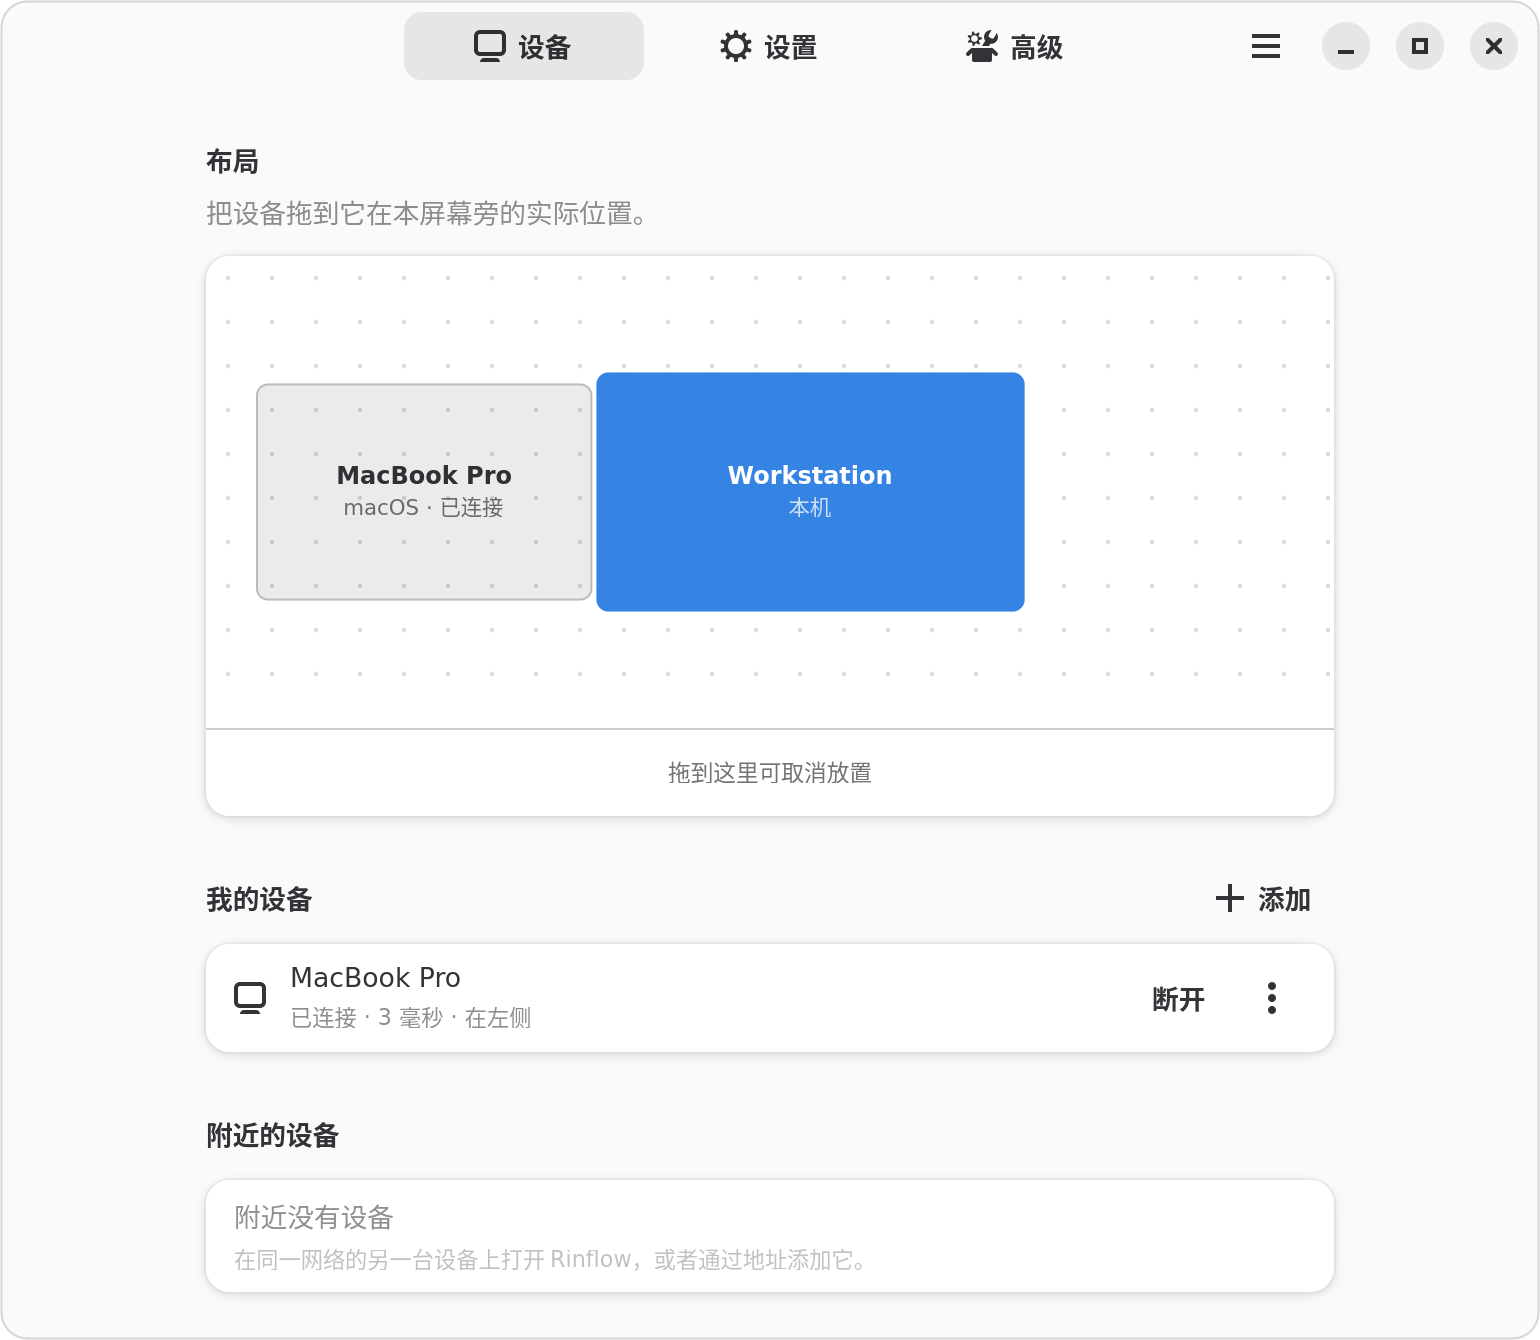 设备
设置
高级
布局
把设备拖到它在本屏幕旁的实际位置。
MacBook Pro
macOS · 已连接
Workstation
本机
拖到这里可取消放置
我的设备
添加
MacBook Pro
已连接 · 3 毫秒 · 在左侧
断开
附近的设备
附近没有设备
在同一网络的另一台设备上打开 Rinflow，或者通过地址添加它。